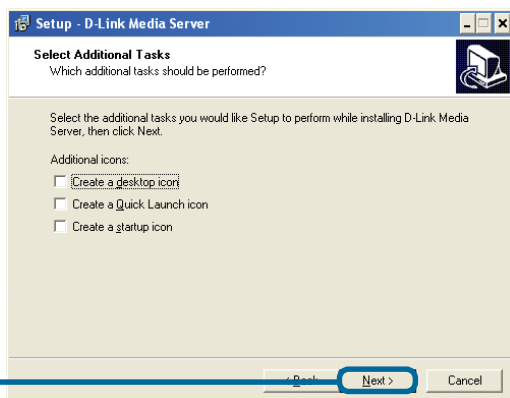 Setup - D-Link Media Server
Select Additional Tasks
Which additional tasks should be performed?
Select the additional tasks you would like Setup to perform while installing D-Link Media
Server, then click Next.
Additional icons:
Create a desktop icon
Create a Quick Launch icon
Create a startup icon
< Back
Next >
Cancel